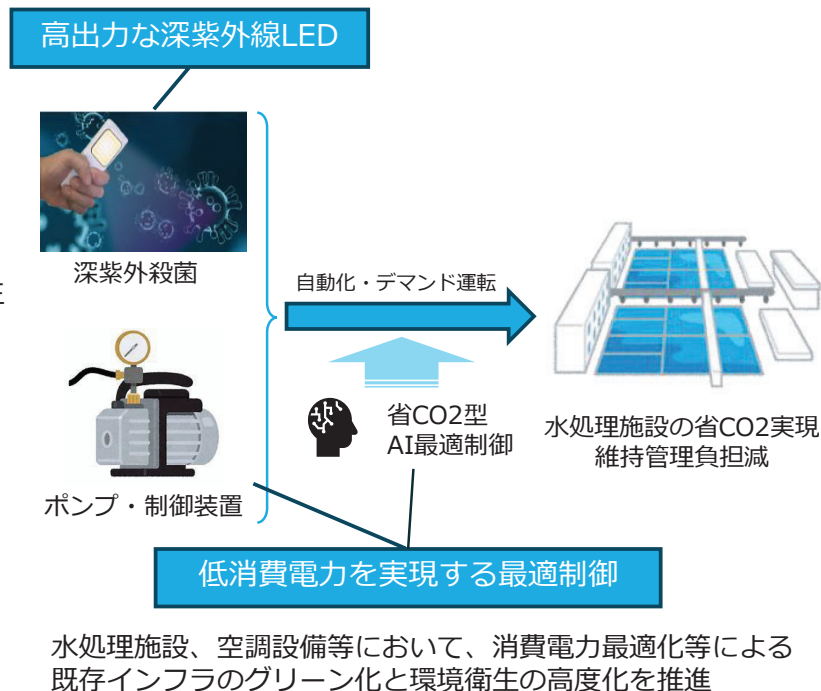 高出力な深紫外線LED
深紫外殺菌
自動化・デマンド運転
省CO2型
AI最適制御
水処理施設の省CO2実現
維持管理負担減
ポンプ・制御装置
低消費電力を実現する最適制御
水処理施設、空調設備等において、消費電力最適化等による
既存インフラのグリーン化と環境衛生の高度化を推進